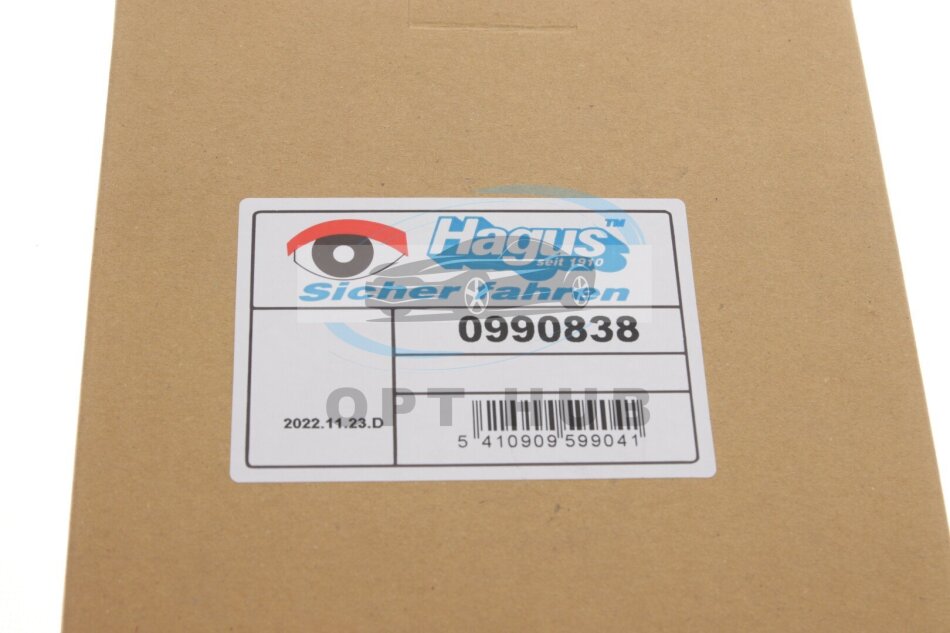 Hagus™
seit 1910
Sicher fahren
0990838
OPT HUB
2022.11.23.D
5 410909 599041